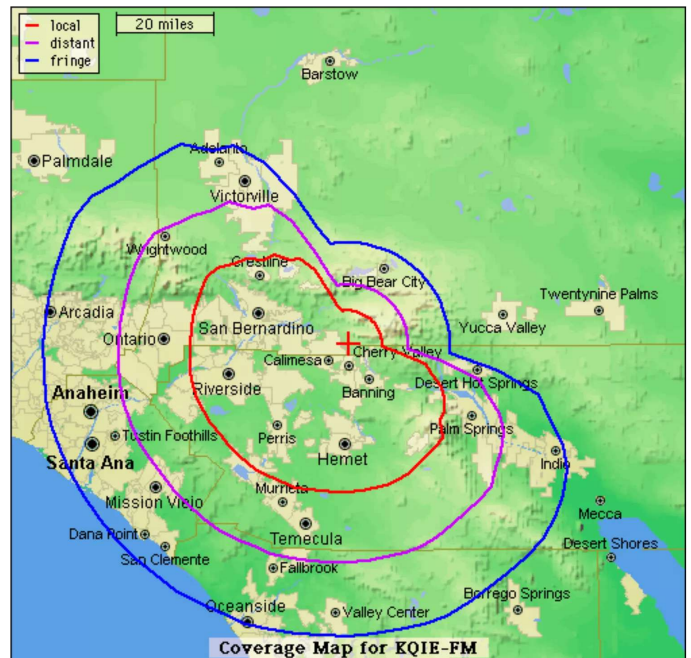 local
distant
fringe
20 miles
Barstow
Palmdale
Adelanto
Victorville
Wightwood
Crestline
Big Bear City
Twentynine Palms
Arcadia
San Bernardino
Yucca Valley
Ontario
Calimesa
Cherry Valley
Riverside
Banning
Desert Hot Springs
Anaheim
Palm Springs
Tustin Foothills
Perris
Santa Ana
Hemet
Indio
Mission Viejo
Murrieta
Mecca
Dana Point
Temecula
San Clemente
Desert Shores
Fallbrook
Borrego Springs
Oceanside
Valley Center
Coverage Map for KQIE-FM